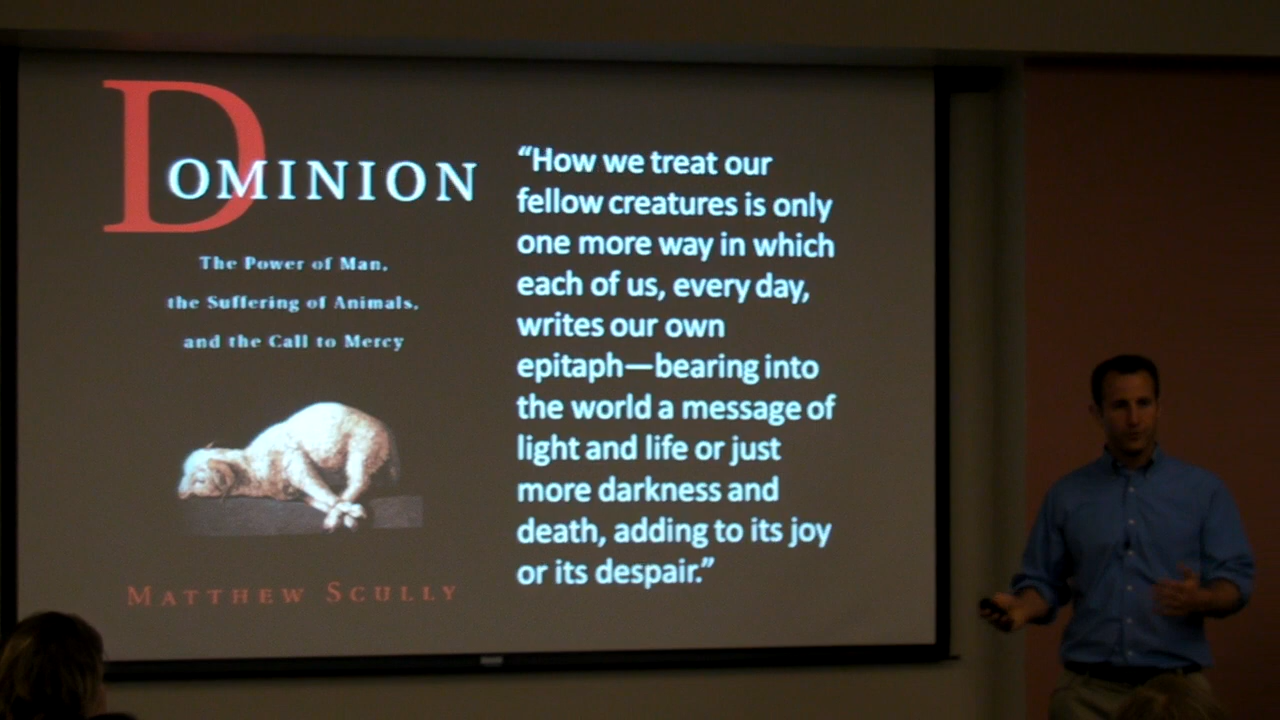 DOMINION
The Power of Man,
the Suffering of Animals,
and the Call to Mercy
MATTHEW SCULLY
“How we treat our
fellow creatures is only
one more way in which
each of us, every day,
writes our own
epitaph—bearing into
the world a message of
light and life or just
more darkness and
death, adding to its joy
or its despair.”